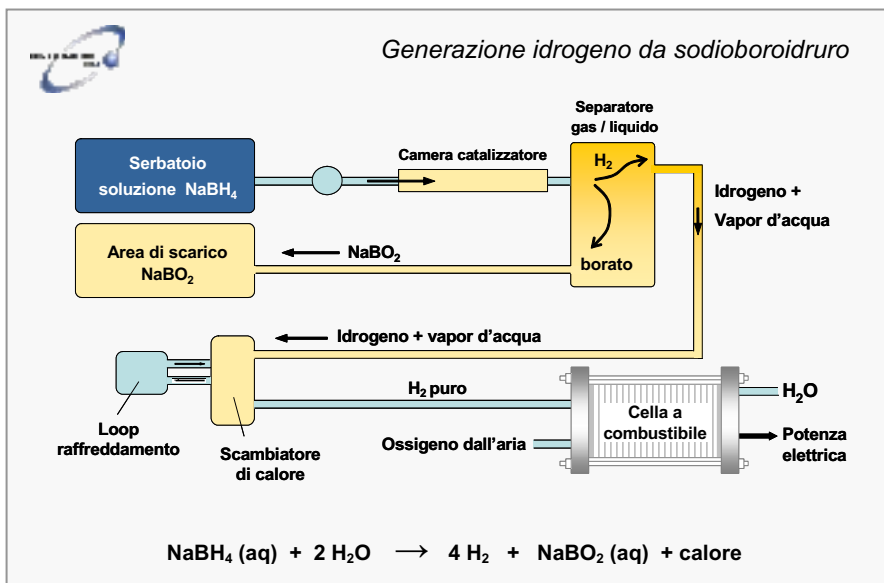 Generazione idrogeno da sodioboroidruro
Separatore
gas / liquido
Serbatoio
soluzione NaBH₄
Camera catalizzatore
H₂
Idrogeno +
Vapor d'acqua
Area di scarico
NaBO₂
NaBO₂
borato
Idrogeno + vapor d'acqua
H₂ puro
H₂O
Loop
raffreddamento
Scambiatore
di calore
Ossigeno dall'aria
Cella a
combustibile
Potenza
elettrica
NaBH₄ (aq) + 2 H₂O → 4 H₂ + NaBO₂ (aq) + calore